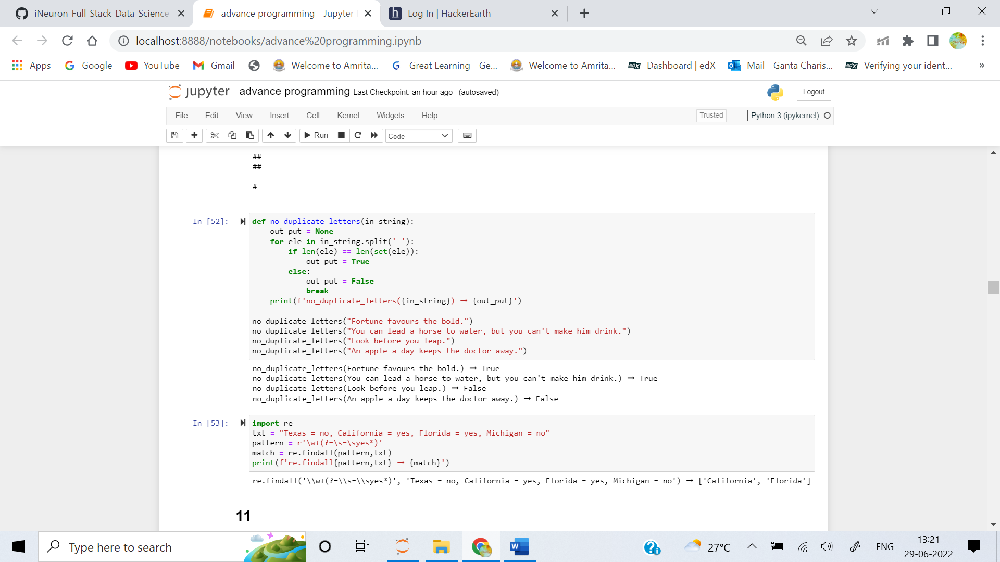 iNeuron-Full-Stack-Data-Science
advance programming - Jupyter
Log In | HackerEarth
localhost:8888/notebooks/advance%20programming.ipynb
Apps Google YouTube Gmail Welcome to Amrita... Great Learning - Ge... Welcome to Amrita... Dashboard | edX Mail - Ganta Charis... Verifying your ident... »
jupyter advance programming Last Checkpoint: an hour ago (autosaved) Logout
File Edit View Insert Cell Kernel Widgets Help Trusted Python 3 (ipykernel)
Run Code
##
##
#
In [52]: def no_duplicate_letters(in_string):
    out_put = None
    for ele in in_string.split(' '):
        if len(ele) == len(set(ele)):
            out_put = True
        else:
            out_put = False
            break
    print(f'no_duplicate_letters({in_string}) ➞ {out_put}')
no_duplicate_letters("Fortune favours the bold.")
no_duplicate_letters("You can lead a horse to water, but you can't make him drink.")
no_duplicate_letters("Look before you leap.")
no_duplicate_letters("An apple a day keeps the doctor away.")
no_duplicate_letters(Fortune favours the bold.) ➞ True
no_duplicate_letters(You can lead a horse to water, but you can't make him drink.) ➞ True
no_duplicate_letters(Look before you leap.) ➞ False
no_duplicate_letters(An apple a day keeps the doctor away.) ➞ False
In [53]: import re
txt = "Texas = no, California = yes, Florida = yes, Michigan = no"
pattern = r'\w+(?=\s=\syes*)'
match = re.findall(pattern,txt)
print(f're.findall{pattern,txt} ➞ {match}')
re.findall('\\w+(?=\\s=\\syes*)', 'Texas = no, California = yes, Florida = yes, Michigan = no') ➞ ['California', 'Florida']
11
Type here to search
27°C
ENG
13:21
29-06-2022